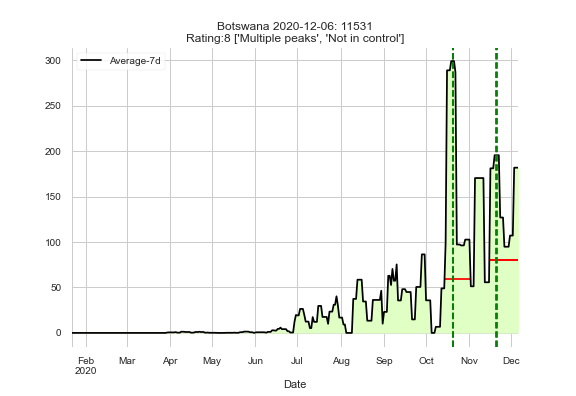 Botswana 2020-12-06: 11531
Rating:8 ['Multiple peaks', 'Not in control']
Average-7d
300
250
200
150
100
50
0
Feb Mar Apr May Jun Jul Aug Sep Oct Nov Dec
2020
Date